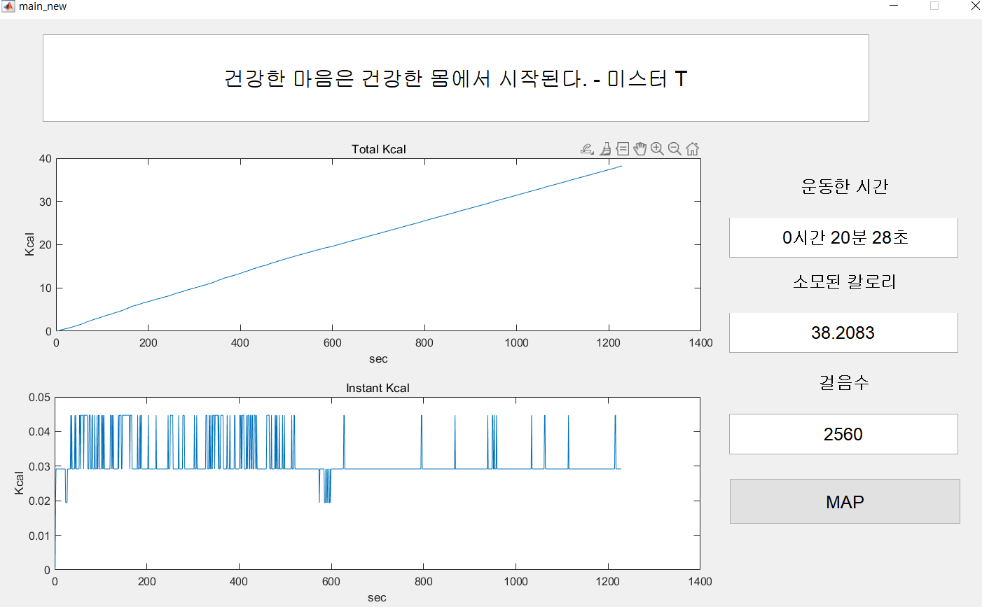 main_new
건강한 마음은 건강한 몸에서 시작된다. - 미스터 T
Total Kcal
40
30
20
10
0
Kcal
0 200 400 600 800 1000 1200 1400
sec
Instant Kcal
0.05
0.04
0.03
0.02
0.01
0
Kcal
0 200 400 600 800 1000 1200 1400
sec
운동한 시간
0시간 20분 28초
소모된 칼로리
38.2083
걸음수
2560
MAP